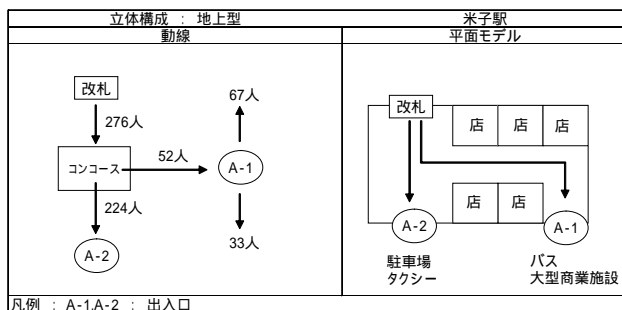 立体構成 : 地上型
米子駅
動線
平面モデル
改札
67人
276人
52人
コンコース
A-1
224人
33人
A-2
改札
店
店
店
店
店
A-2
A-1
駐車場
タクシー
バス
大型商業施設
凡例 : A-1,A-2 : 出入口